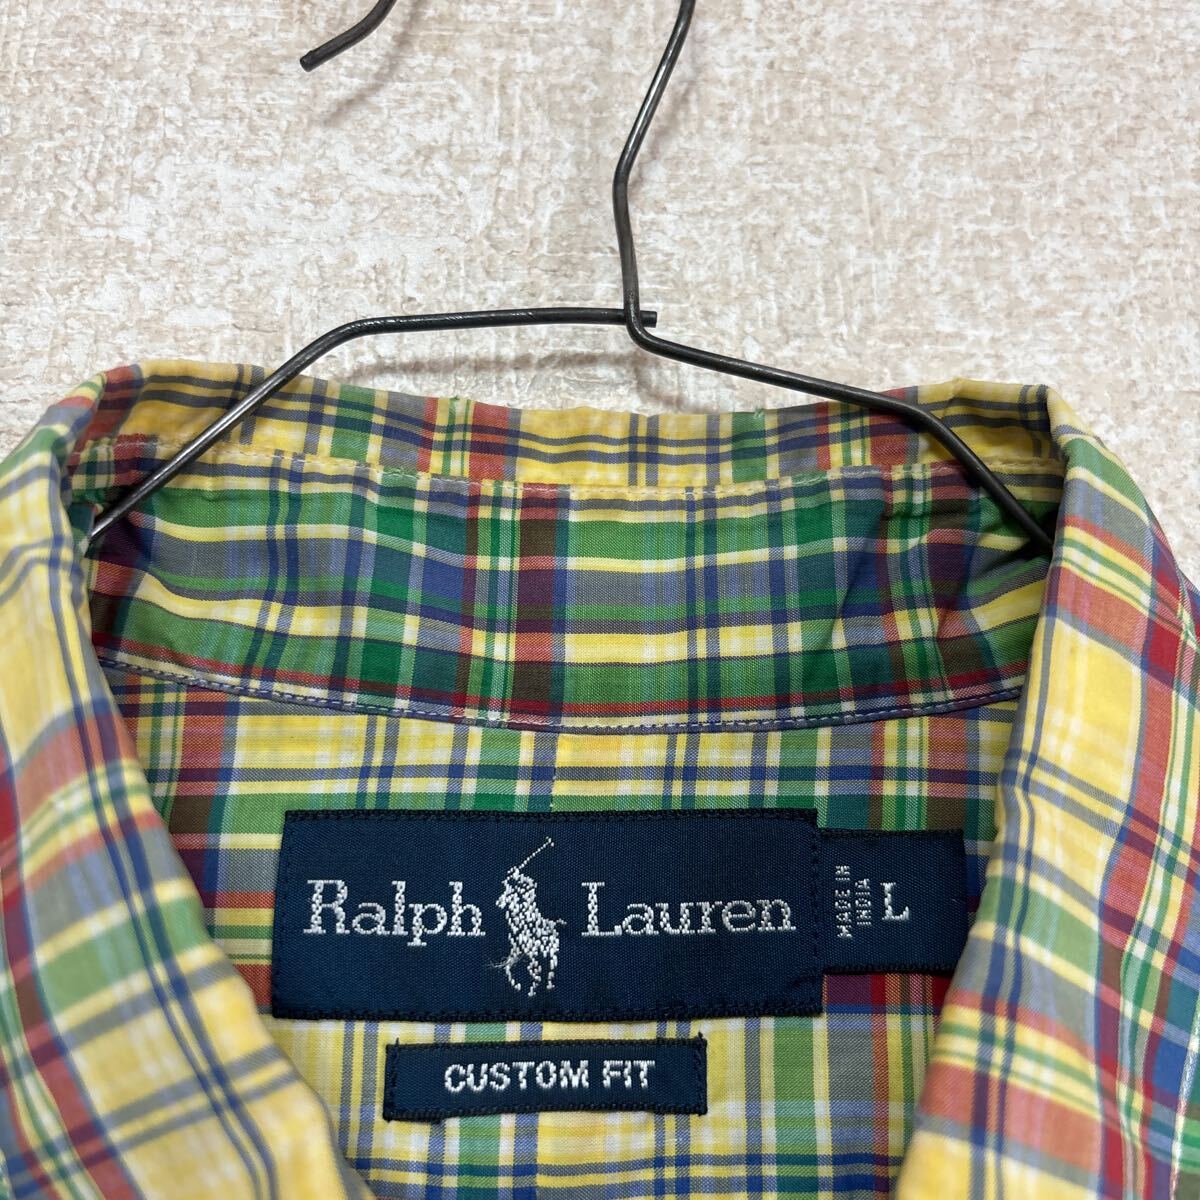 Ralph Lauren
MADE IN
INDIA
L
CUSTOM FIT